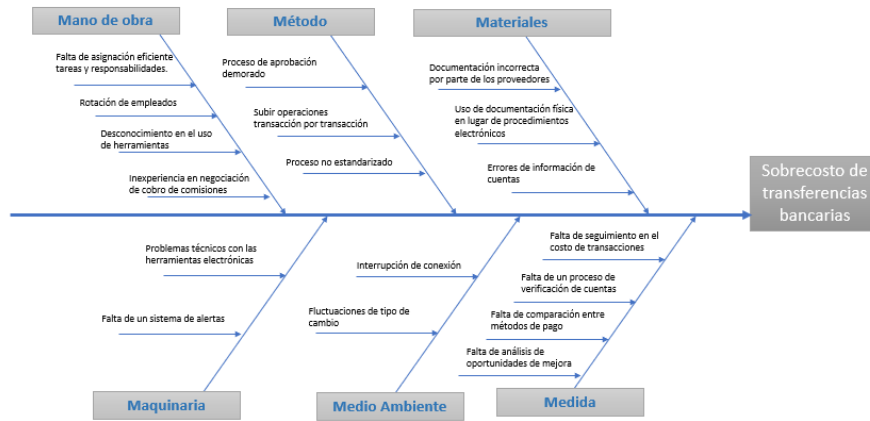 Mano de obra
Método
Materiales
Falta de asignación eficiente
tareas y responsabilidades.
Rotación de empleados
Desconocimiento en el uso
de herramientas
Inexperiencia en negociación
de cobro de comisiones
Proceso de aprobación
demorado
Subir operaciones
transacción por transacción
Proceso no estandarizado
Documentación incorrecta
por parte de los proveedores
Uso de documentación física
en lugar de procedimientos
electrónicos
Errores de información de
cuentas
Sobrecosto de
transferencias
bancarias
Problemas técnicos con las
herramientas electrónicas
Falta de un sistema de alertas
Interrupción de conexión
Fluctuaciones de tipo de
cambio
Falta de seguimiento en el
costo de transacciones
Falta de un proceso de
verificación de cuentas
Falta de comparación entre
métodos de pago
Falta de análisis de
oportunidades de mejora
Maquinaria
Medio Ambiente
Medida